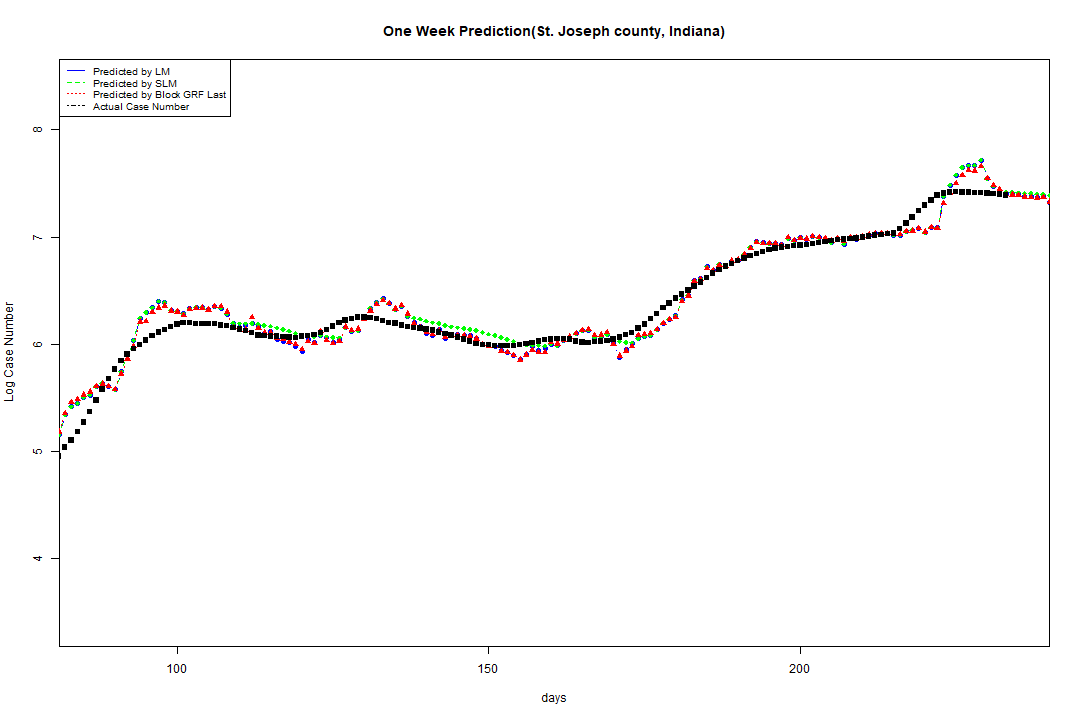 One Week Prediction(St. Joseph county, Indiana)
Predicted by LM
Predicted by SLM
Predicted by Block GRF Last
Actual Case Number
8
7
6
5
4
Log Case Number
100 150 200
days